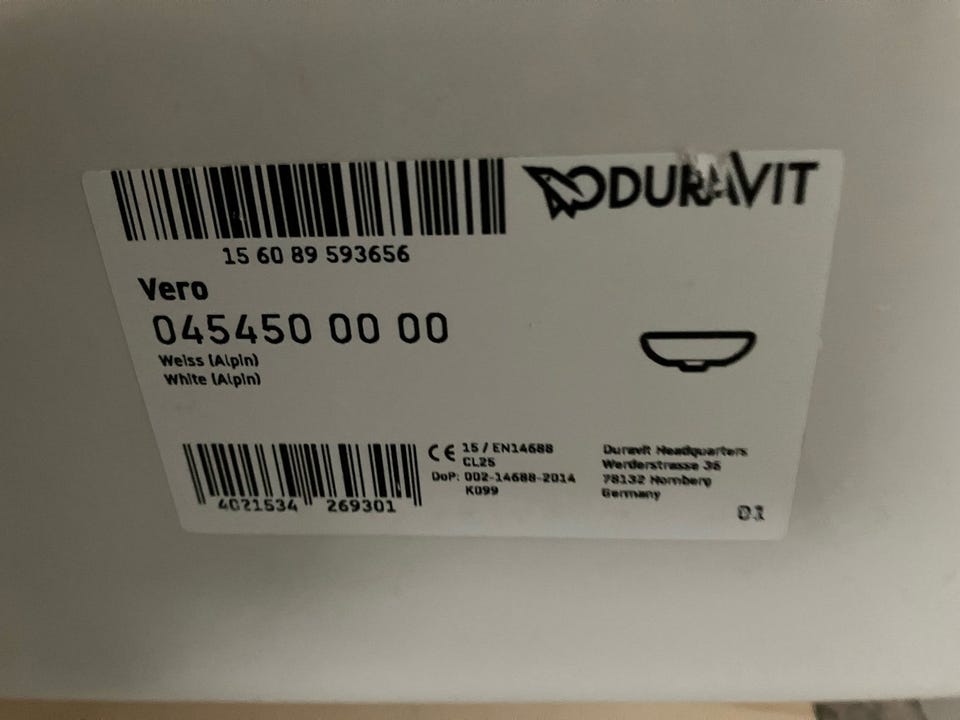 DURAVIT
15 60 89 593656
Vero
045450 00 00
Weiss (Alpin)
White (Alpin)
4021534 269301
CE 15 / EN14688
CL25
DoP: 002-14688-2014
K099
Duravit Headquarters
Werderstrasse 36
78132 Hornberg
Germany
01